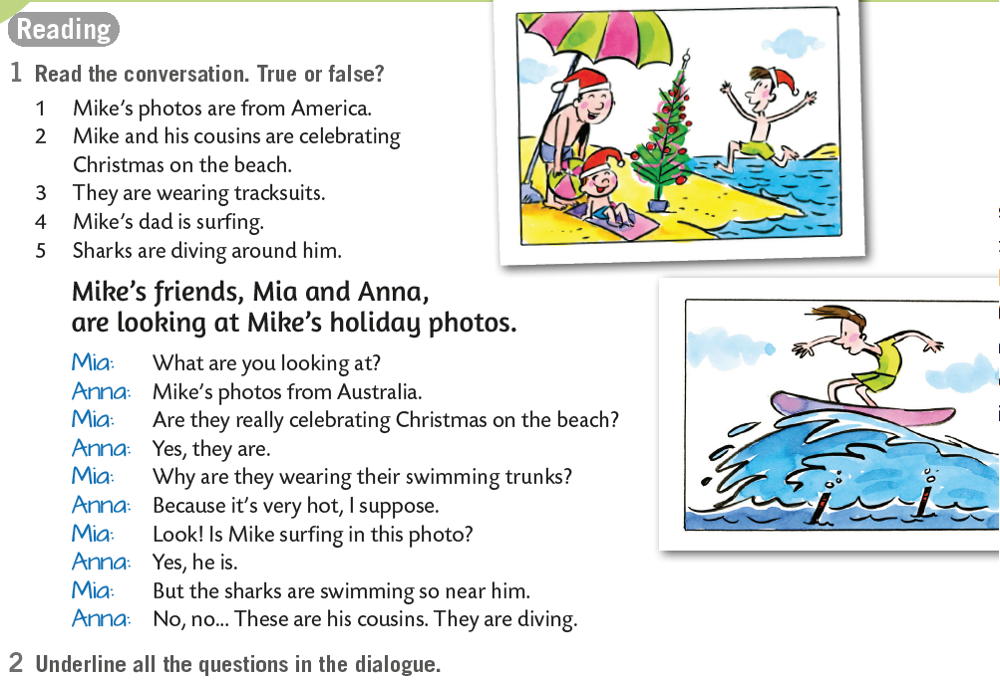 Reading
1 Read the conversation. True or false?
1 Mike's photos are from America.
2 Mike and his cousins are celebrating
Christmas on the beach.
3 They are wearing tracksuits.
4 Mike's dad is surfing.
5 Sharks are diving around him.
Mike's friends, Mia and Anna,
are looking at Mike's holiday photos.
Mia: What are you looking at?
Anna: Mike's photos from Australia.
Mia: Are they really celebrating Christmas on the beach?
Anna: Yes, they are.
Mia: Why are they wearing their swimming trunks?
Anna: Because it's very hot, I suppose.
Mia: Look! Is Mike surfing in this photo?
Anna: Yes, he is.
Mia: But the sharks are swimming so near him.
Anna: No, no... These are his cousins. They are diving.
2 Underline all the questions in the dialogue.